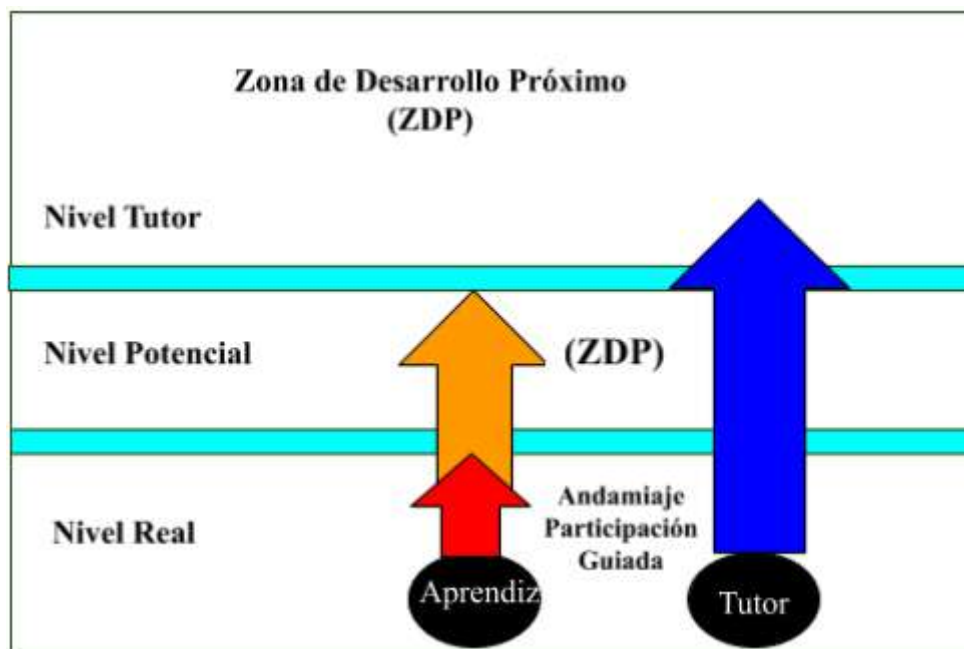 Zona de Desarrollo Próximo
(ZDP)
Nivel Tutor
Nivel Potencial
(ZDP)
Nivel Real
Andamiaje
Participación
Guiada
Aprendiz
Tutor